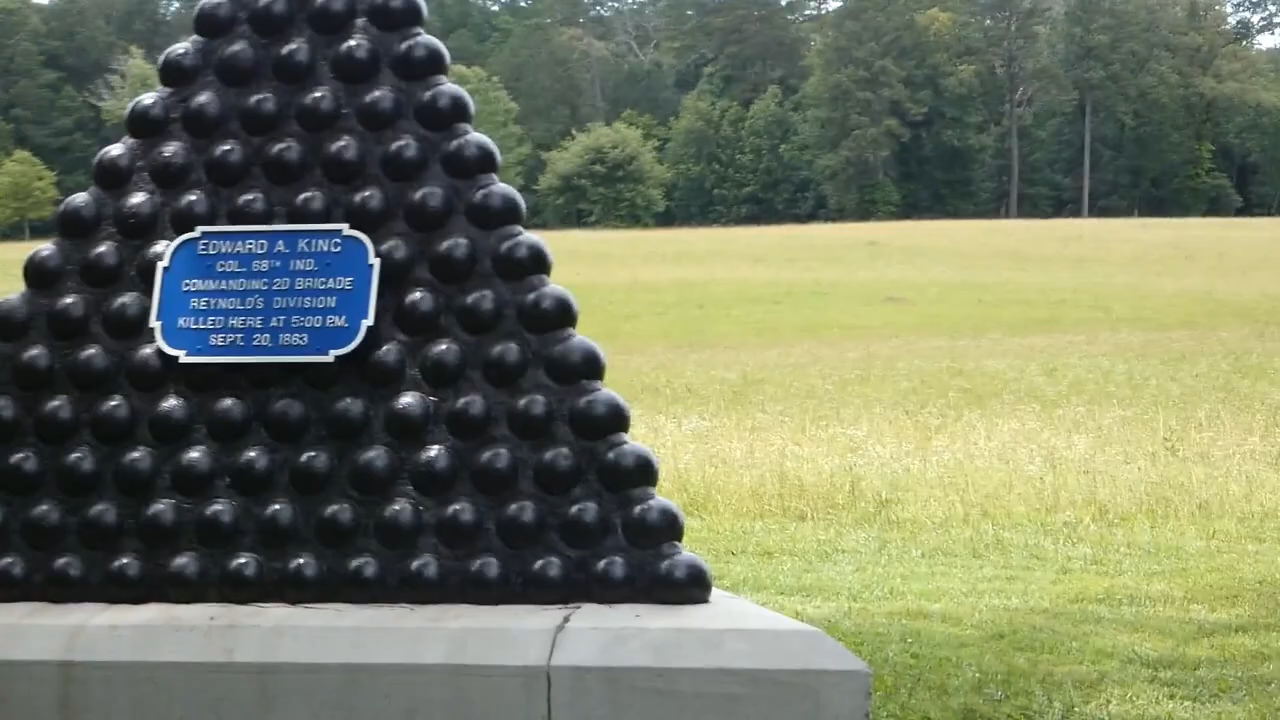 EDWARD A. KING
COL. 68TH IND.
COMMANDING 2D BRIGADE
REYNOLD'S DIVISION
KILLED HERE AT 5:00 P.M.
SEPT. 20, 1863